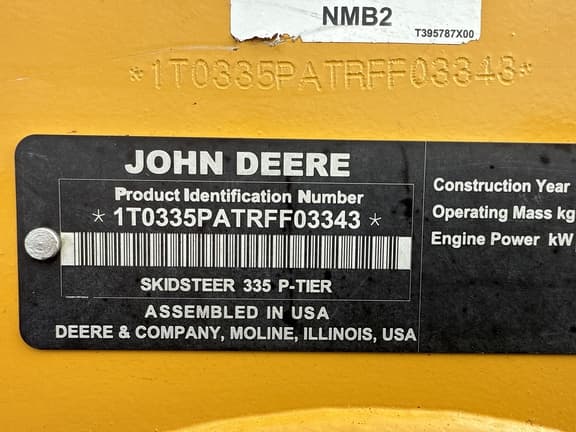 NMB2
T395787X00
*1T0335PATRFF03343*
JOHN DEERE
Product Identification Number
* 1T0335PATRFF03343 *
SKIDSTEER 335 P-TIER
ASSEMBLED IN USA
DEERE & COMPANY, MOLINE, ILLINOIS, USA
Construction Year
Operating Mass kg
Engine Power kW